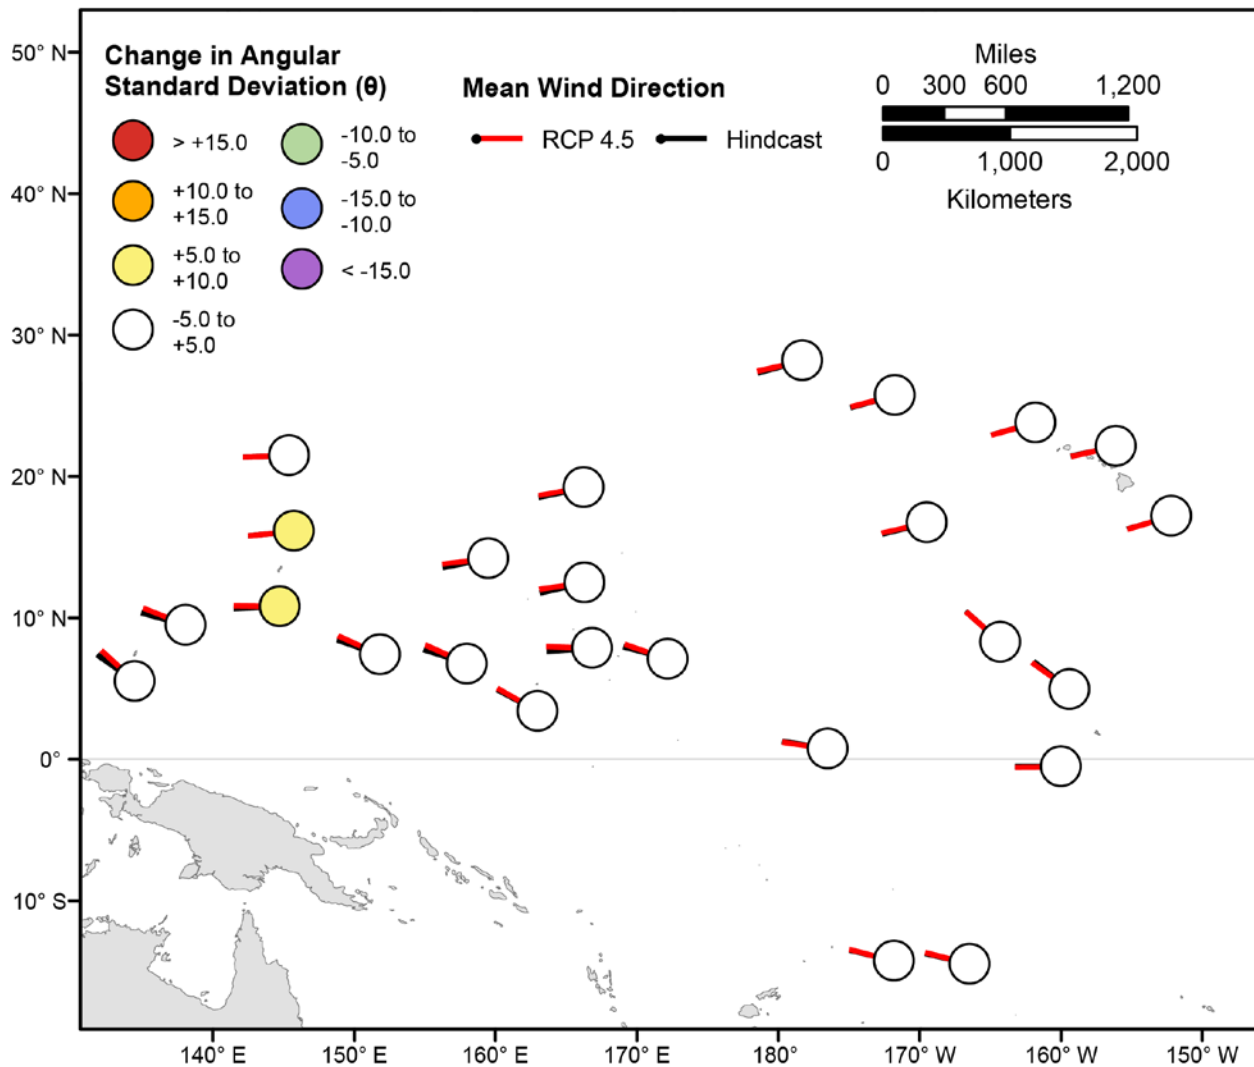 Change in Angular
Standard Deviation (θ)
> +15.0
+10.0 to
+15.0
+5.0 to
+10.0
-5.0 to
+5.0
-10.0 to
-5.0
-15.0 to
-10.0
< -15.0
Mean Wind Direction
RCP 4.5
Hindcast
Miles
0 300 600 1,200
0 1,000 2,000
Kilometers
50° N
40° N
30° N
20° N
10° N
0°
10° S
140° E 150° E 160° E 170° E 180° 170° W 160° W 150° W